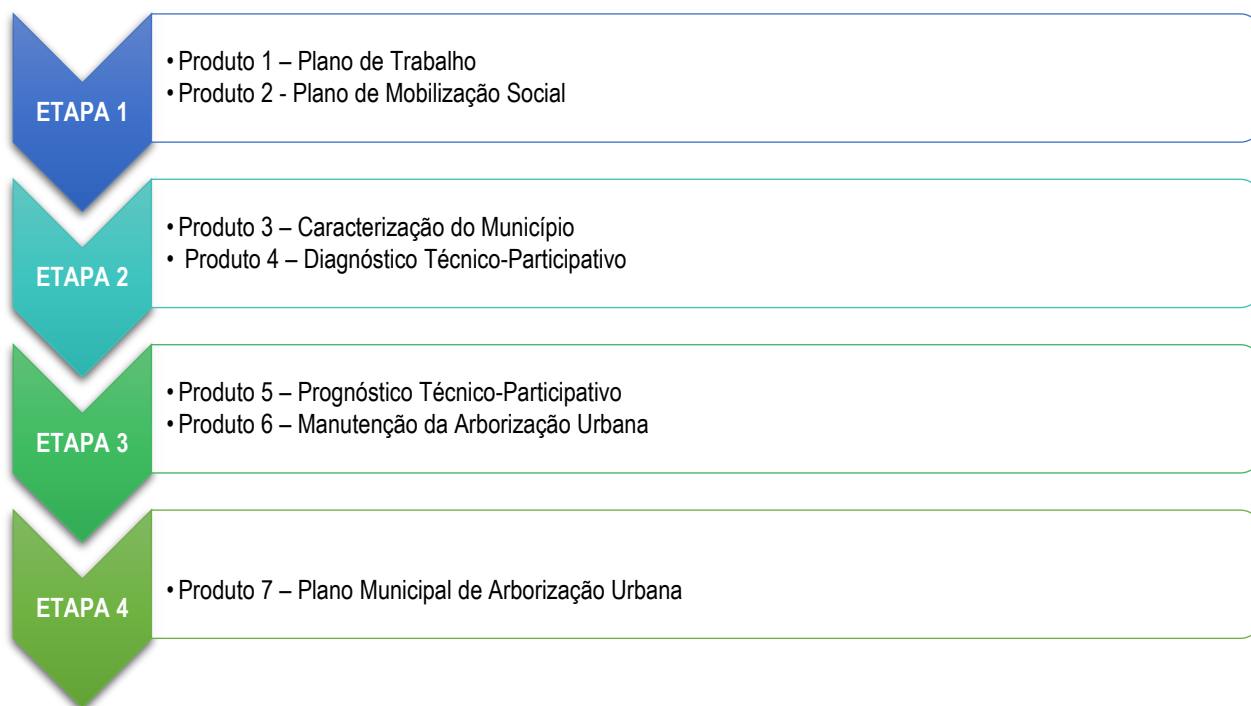 ETAPA 1
• Produto 1 – Plano de Trabalho
• Produto 2 - Plano de Mobilização Social
ETAPA 2
• Produto 3 – Caracterização do Município
• Produto 4 – Diagnóstico Técnico-Participativo
ETAPA 3
• Produto 5 – Prognóstico Técnico-Participativo
• Produto 6 – Manutenção da Arborização Urbana
ETAPA 4
• Produto 7 – Plano Municipal de Arborização Urbana